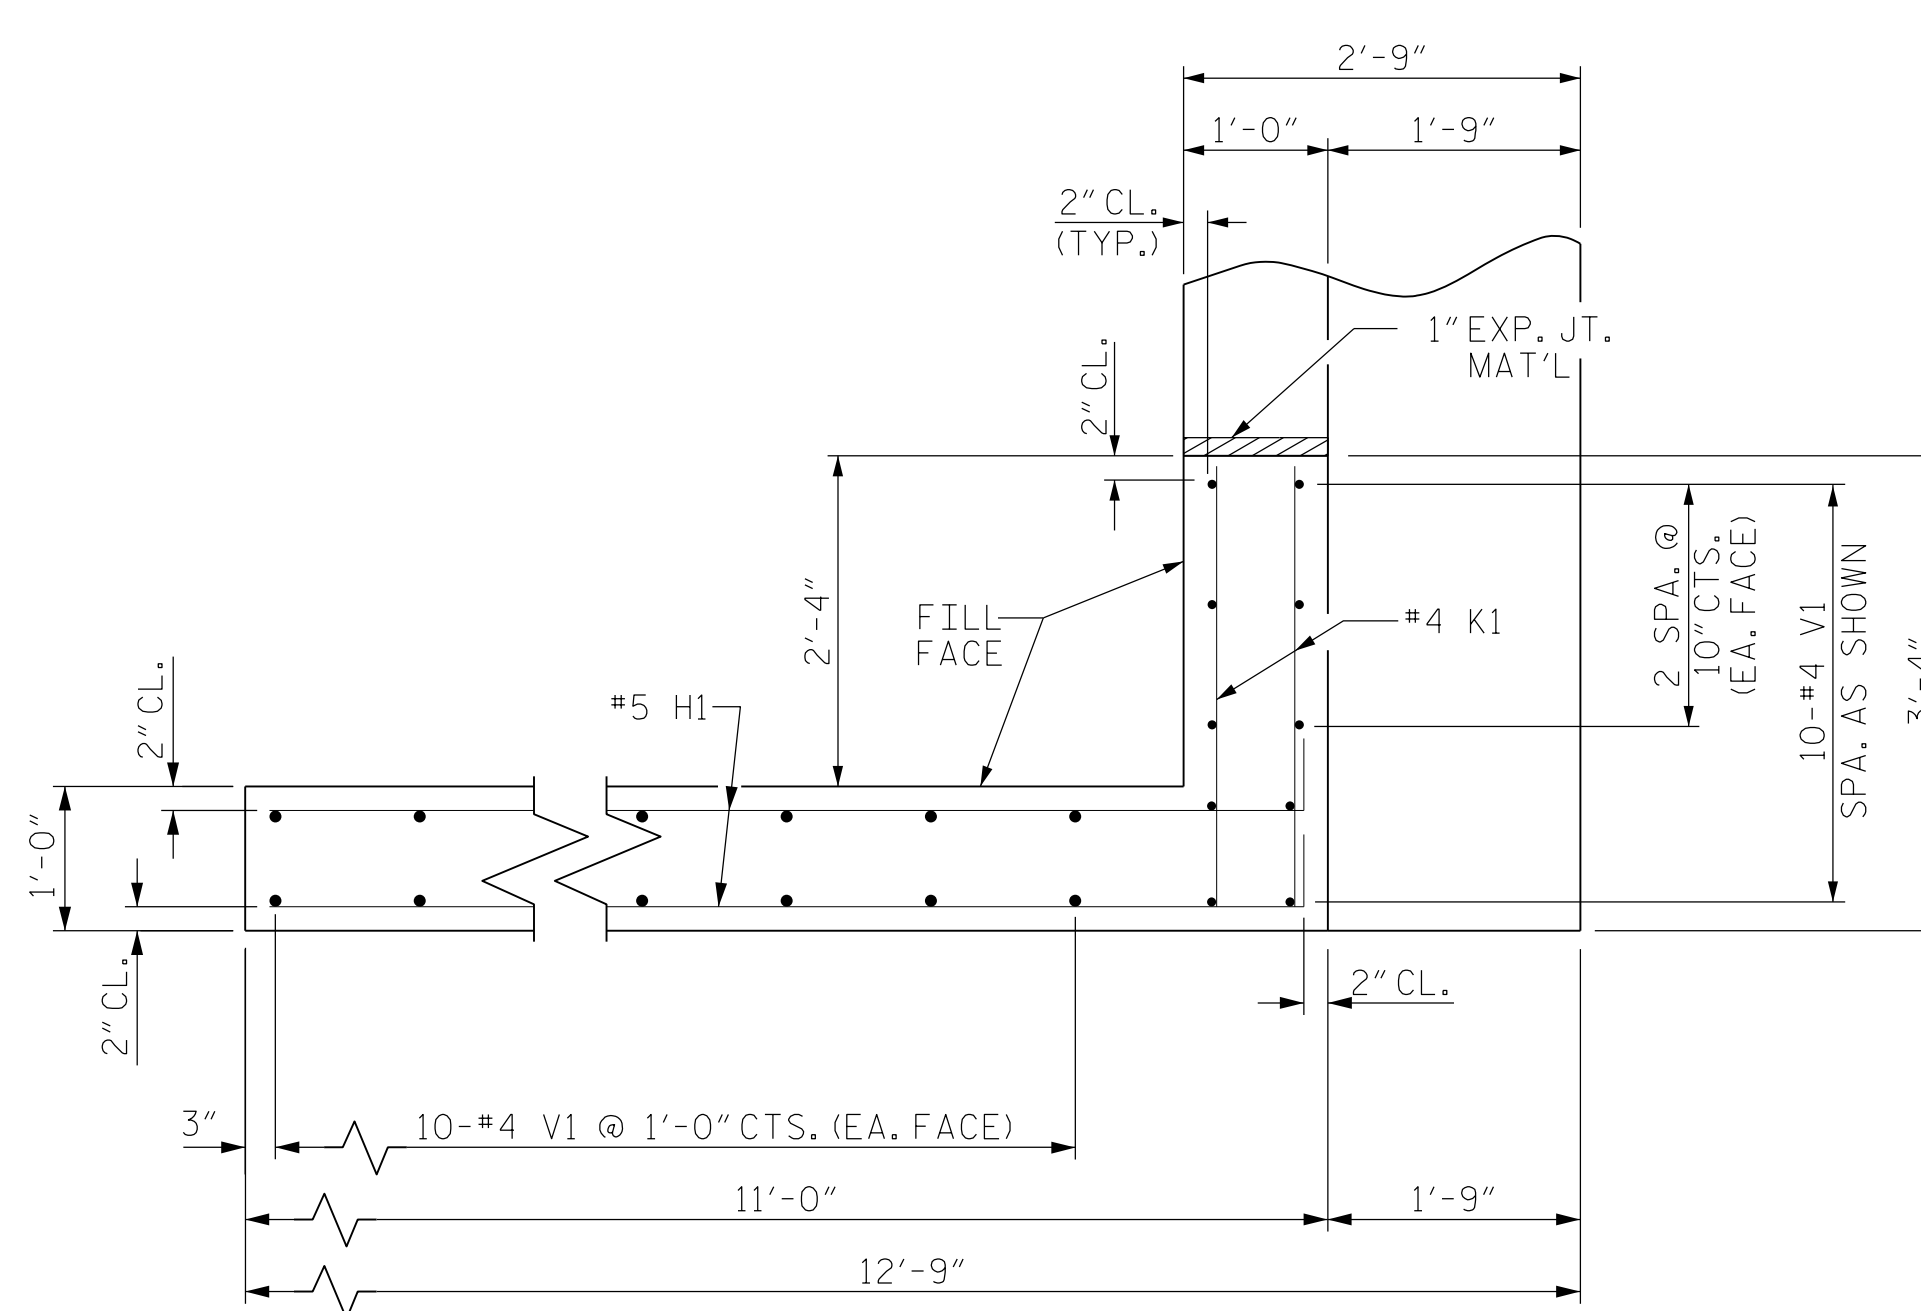 2'-9"
1'-0"
1'-9"
2" CL.
(TYP.)
1" EXP. JT.
MAT'L
2" CL.
2'-4"
FILL
FACE
#4 K1
2 SPA. @
10" CTS.
(EA. FACE)
10-#4 V1
SPA. AS SHOWN
3'-4"
#5 H1
2" CL.
1'-0"
2" CL.
2" CL.
3"
10-#4 V1 @ 1'-0" CTS. (EA. FACE)
11'-0"
1'-9"
12'-9"